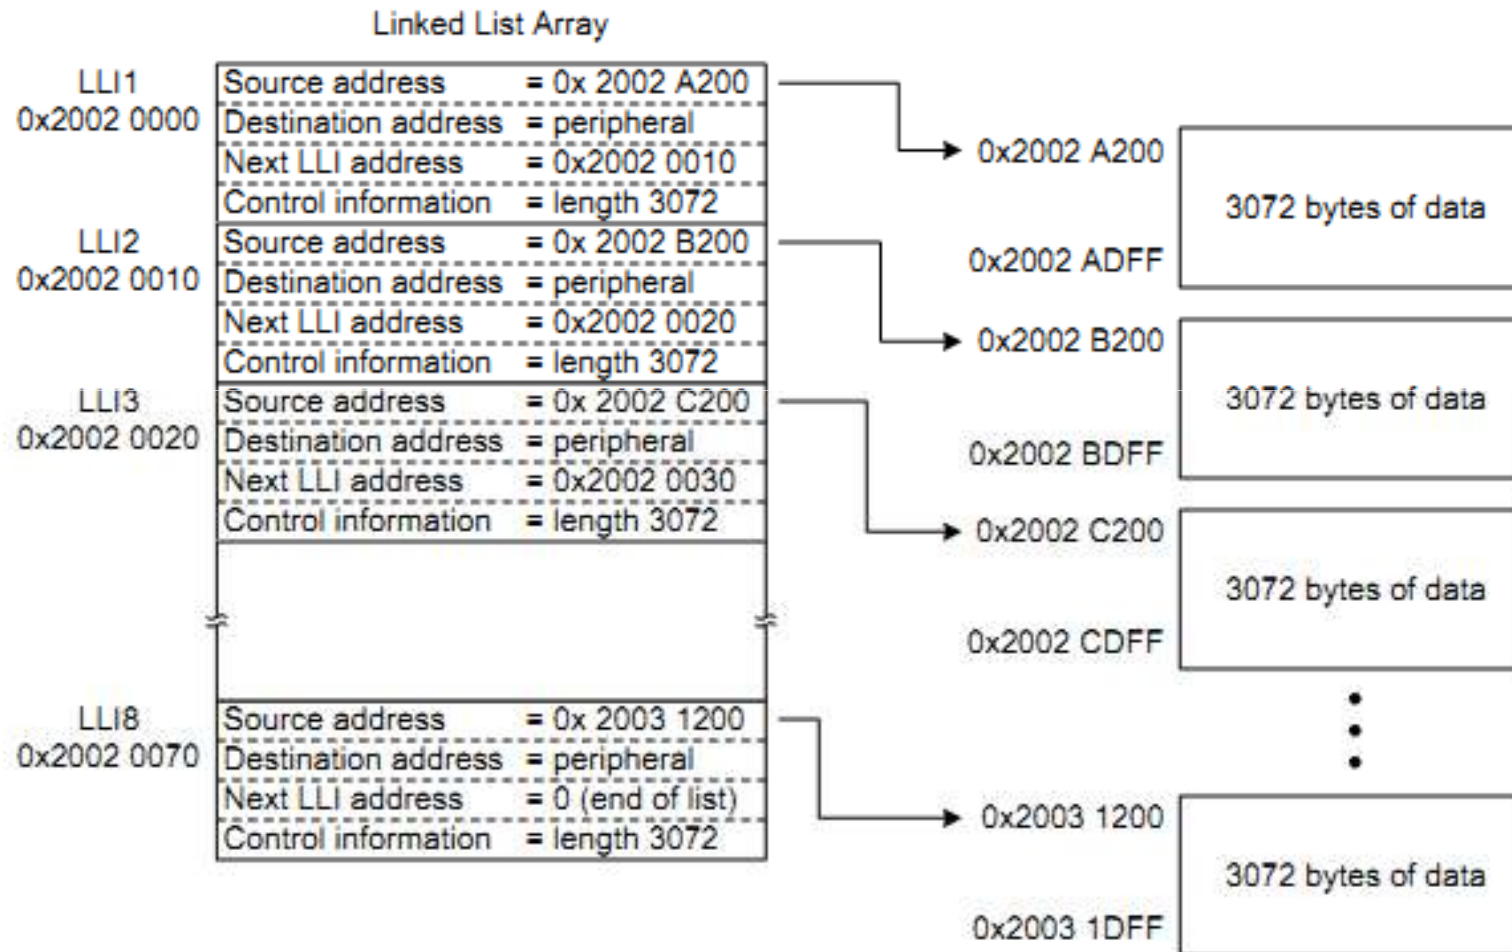 Linked List Array
LLI1
0x2002 0000
Source address = 0x 2002 A200
Destination address = peripheral
Next LLI address = 0x2002 0010
Control information = length 3072
LLI2
0x2002 0010
Source address = 0x 2002 B200
Destination address = peripheral
Next LLI address = 0x2002 0020
Control information = length 3072
LLI3
0x2002 0020
Source address = 0x 2002 C200
Destination address = peripheral
Next LLI address = 0x2002 0030
Control information = length 3072
LLI8
0x2002 0070
Source address = 0x 2003 1200
Destination address = peripheral
Next LLI address = 0 (end of list)
Control information = length 3072
0x2002 A200
3072 bytes of data
0x2002 ADFF
0x2002 B200
3072 bytes of data
0x2002 BDFF
0x2002 C200
3072 bytes of data
0x2002 CDFF
0x2003 1200
3072 bytes of data
0x2003 1DFF